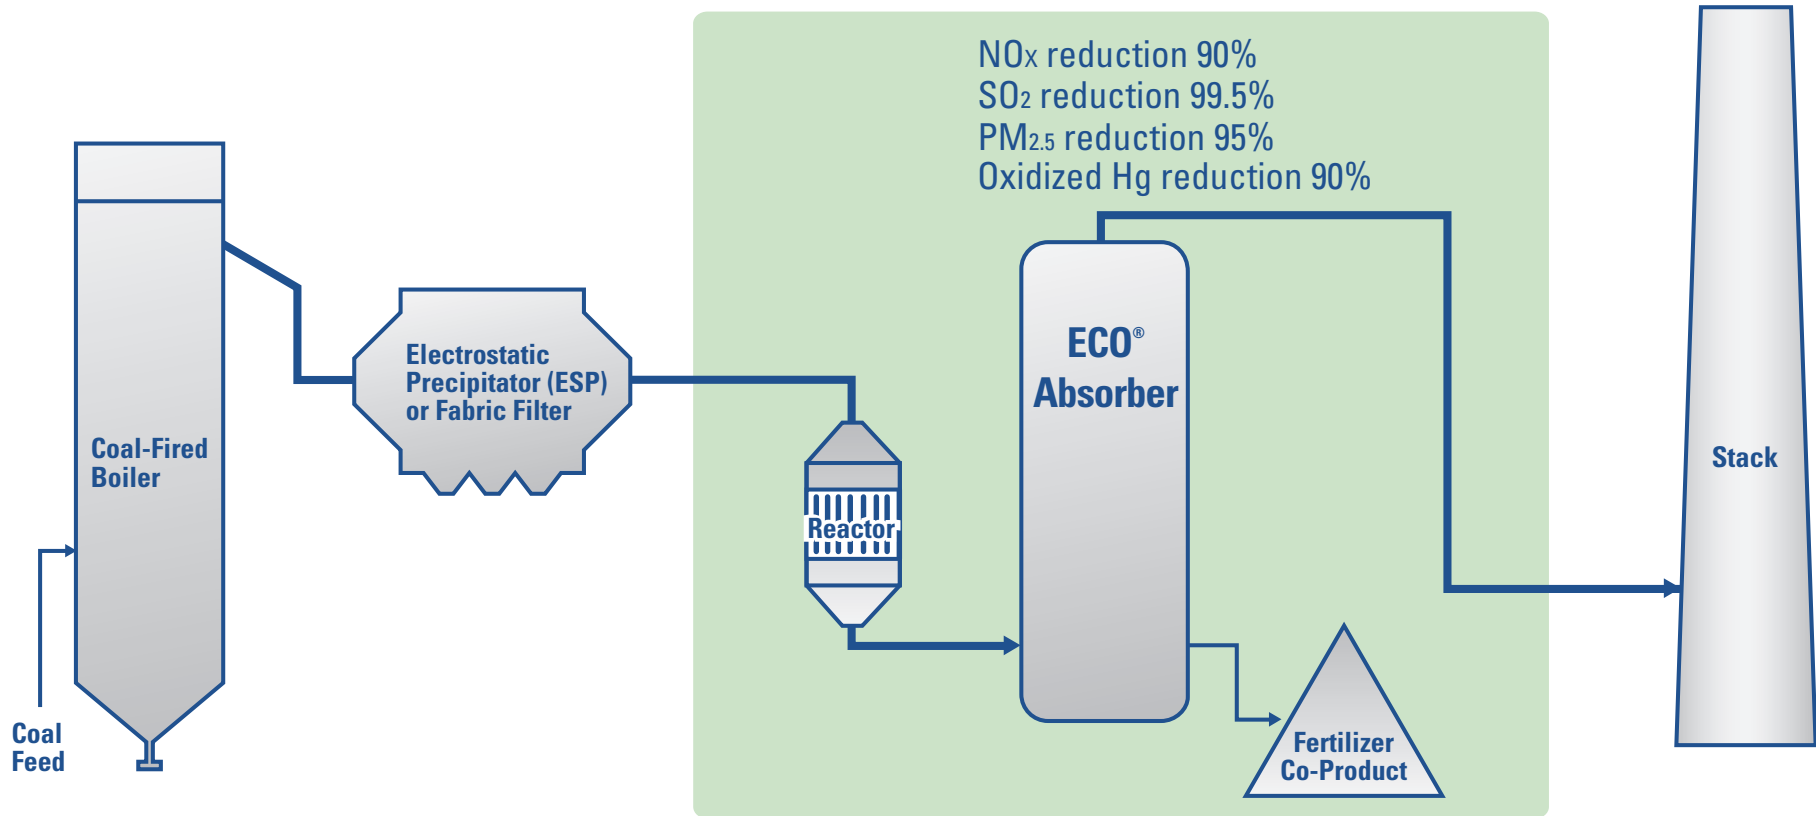 NOx reduction 90%
SO2 reduction 99.5%
PM2.5 reduction 95%
Oxidized Hg reduction 90%
Electrostatic
Precipitator (ESP)
or Fabric Filter
ECO®
Absorber
Coal-Fired
Boiler
Stack
Reactor
Coal
Feed
Fertilizer
Co-Product